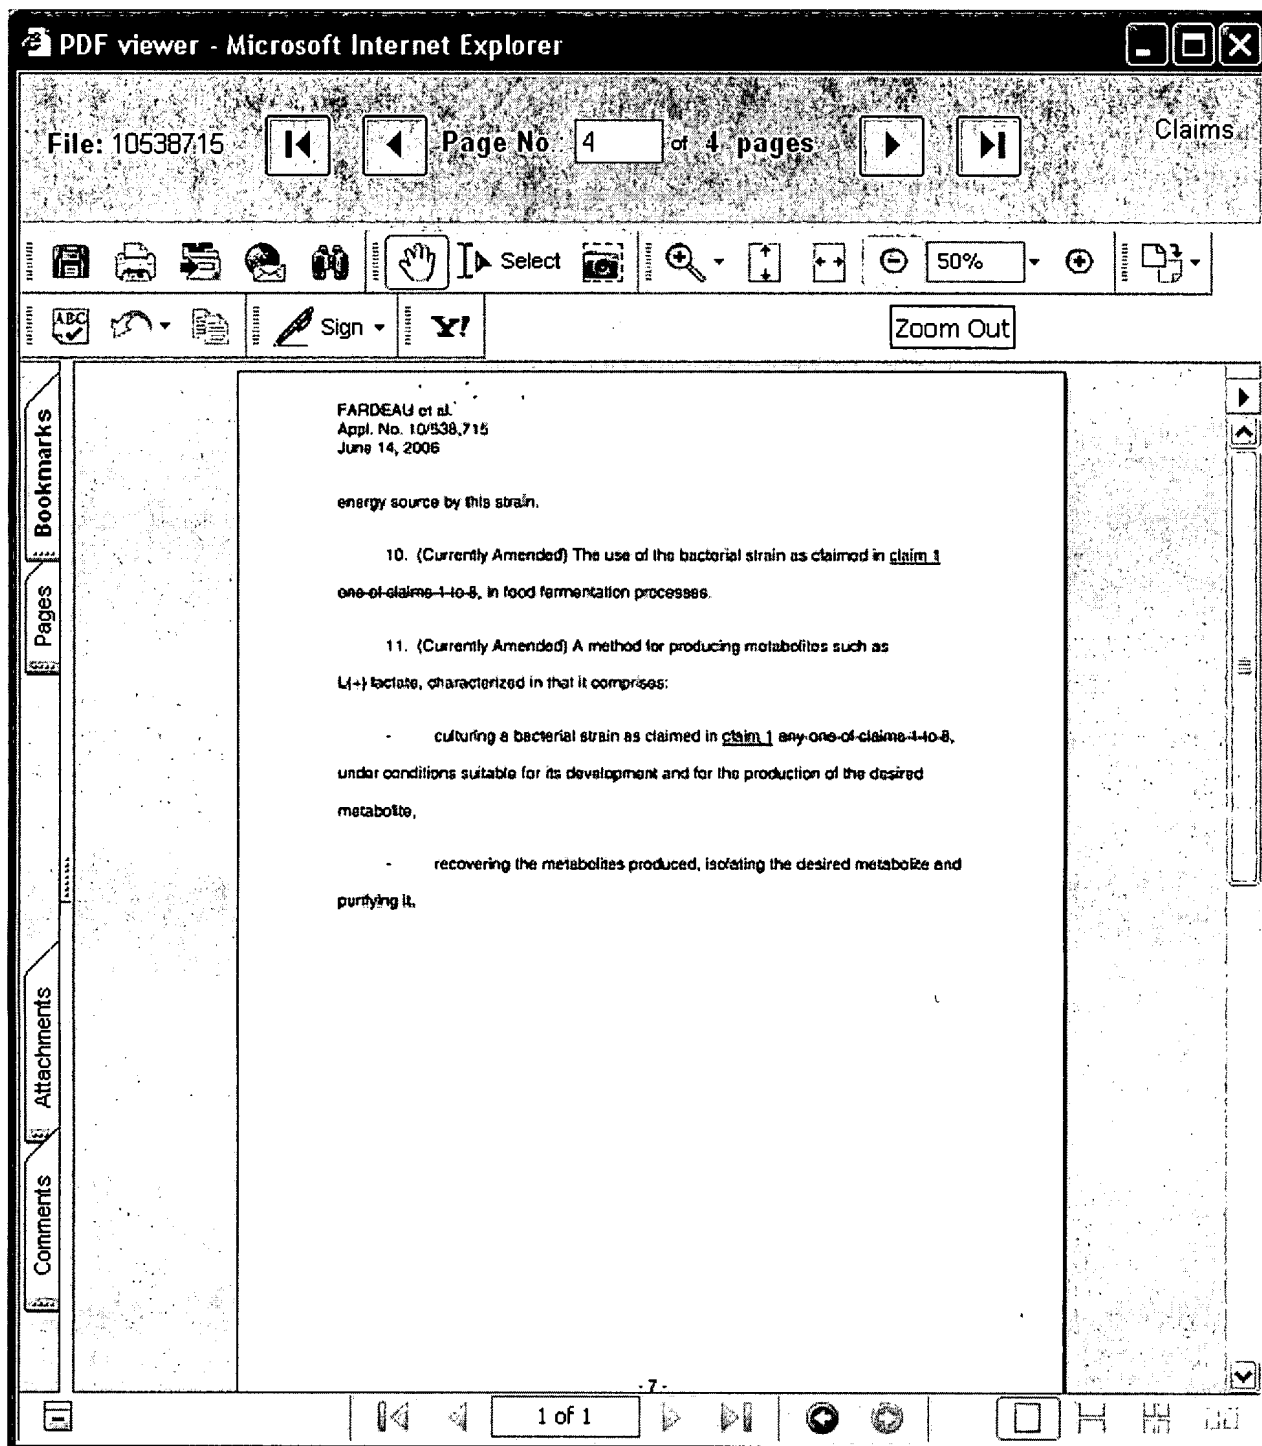 PDF viewer - Microsoft Internet Explorer
File: 10538715 Page No 4 of 4 pages Claims
Select 50%
ABC Sign Y!
Zoom Out
Bookmarks
Pages
Attachments
Comments
FARDEAU et al.
Appl. No. 10/538,715
June 14, 2006
energy source by this strain.
10. (Currently Amended) The use of the bacterial strain as claimed in claim 1
one of claims 1 to 8, in food fermentation processes.
11. (Currently Amended) A method for producing metabolites such as
L(+) lactate, characterized in that it comprises:
- culturing a bacterial strain as claimed in claim 1 any one of claims 1 to 8,
under conditions suitable for its development and for the production of the desired
metabolite,
- recovering the metabolites produced, isolating the desired metabolite and
purifying it.
- 7 -
1 of 1